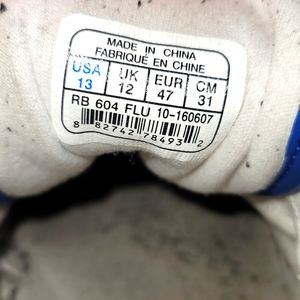 MADE IN CHINA
FABRIQUÉ EN CHINE
USA UK EUR CM
13 12 47 31
RB 604 FLU 10-160607
8 82742 78493 2